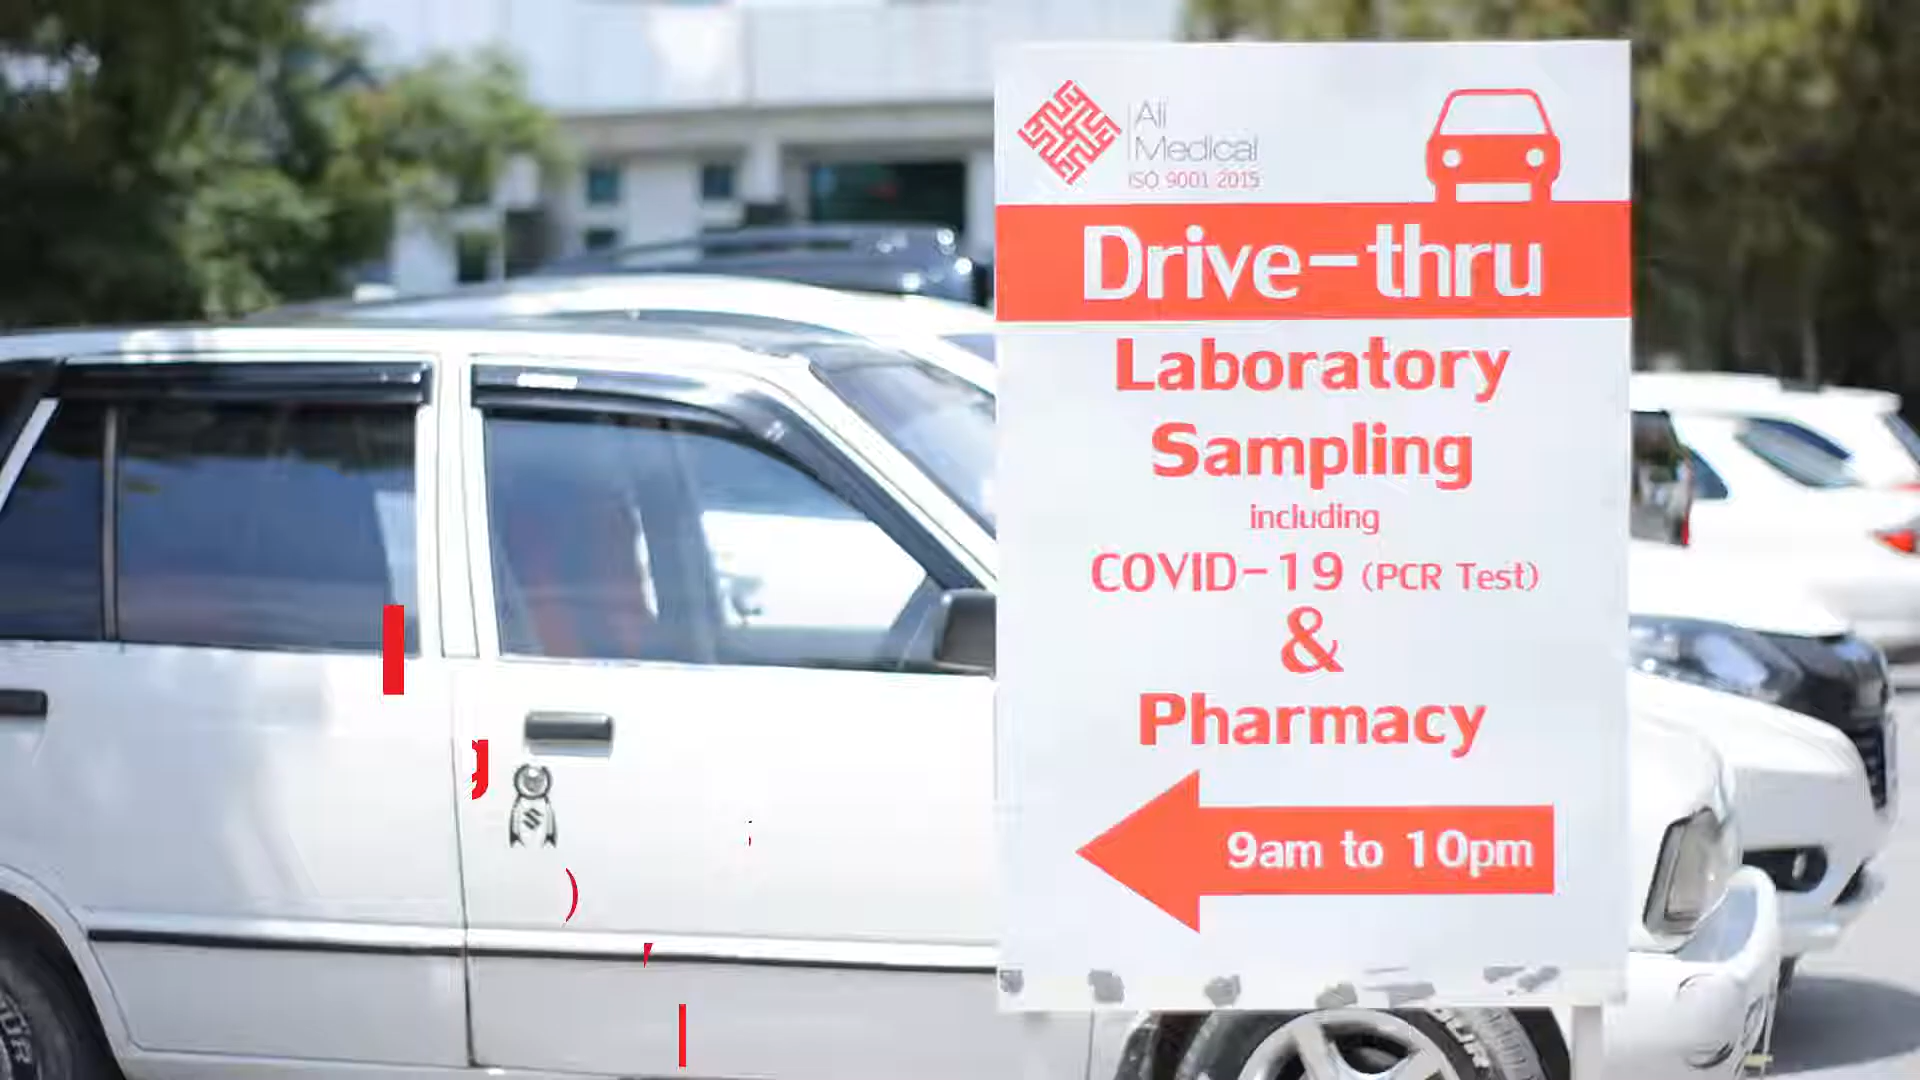 Ali
Medical
ISO 9001 2015
Drive-thru
Laboratory
Sampling
including
COVID-19 (PCR Test)
&
Pharmacy
9am to 10pm